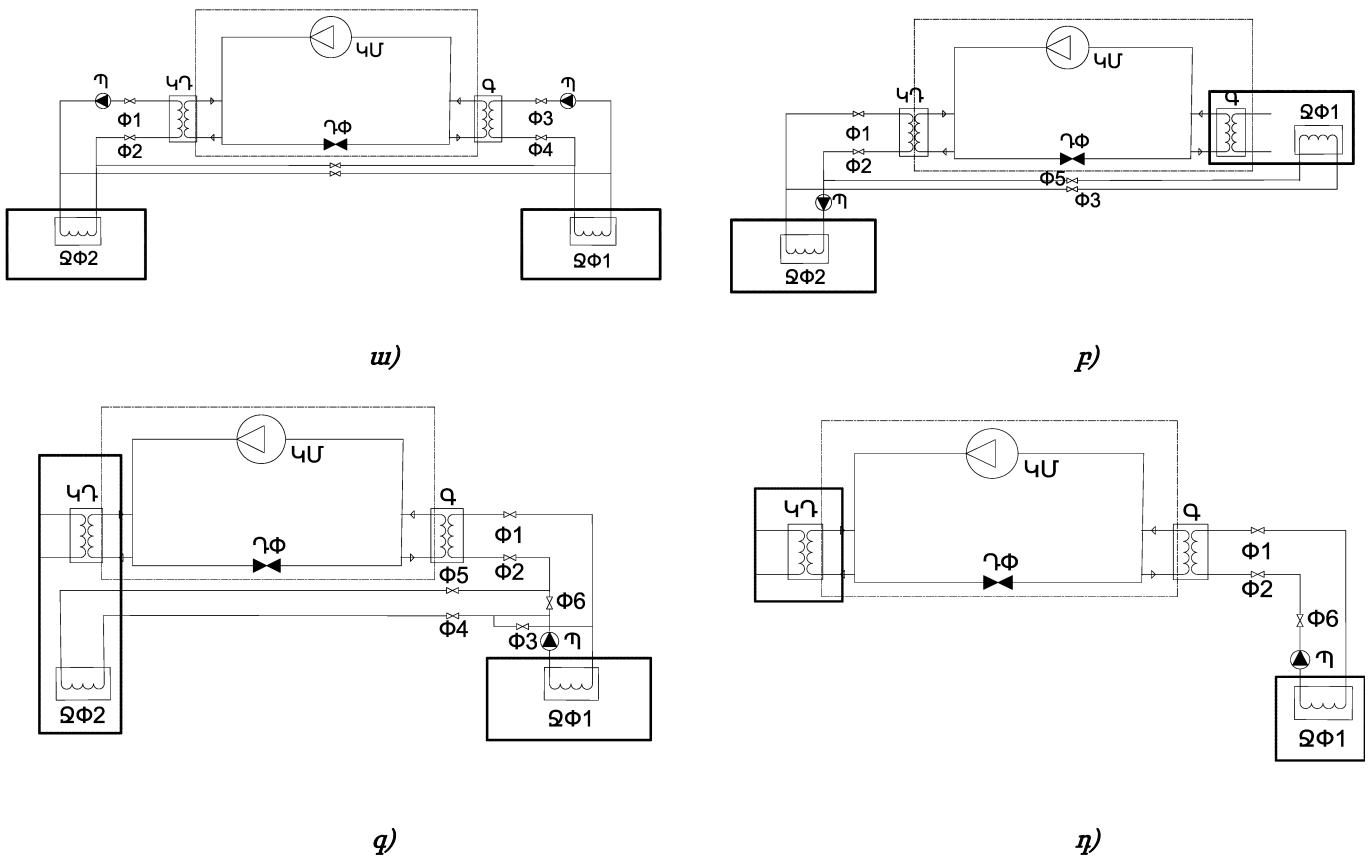 ԿՄ
Պ ԿԴ Գ Պ
Փ1 Փ3
ԴՓ
Փ2 Փ4
ՋՓ2 ՋՓ1
ա)
ԿՄ
ԿԴ Գ ՋՓ1
Փ1
ԴՓ
Փ2
Փ5
Փ3
Պ
ՋՓ2
բ)
ԿՄ
ԿԴ Գ
Փ1
ԴՓ
Փ5 Փ2
Փ6
Փ4 Փ3 Պ
ՋՓ2 ՋՓ1
գ)
ԿՄ
ԿԴ Գ
Փ1
ԴՓ
Փ2
Փ6
Պ
ՋՓ1
դ)